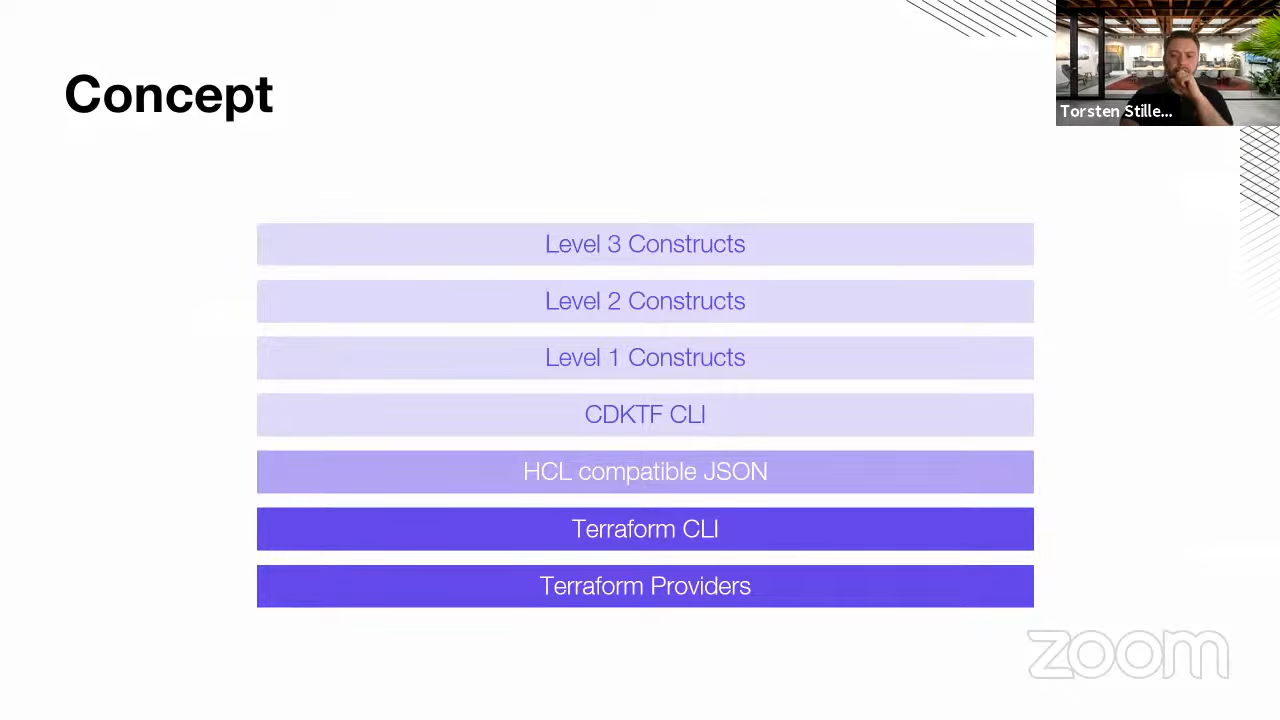 Concept
Torsten Stille...
Level 3 Constructs
Level 2 Constructs
Level 1 Constructs
CDKTF CLI
HCL compatible JSON
Terraform CLI
Terraform Providers
zoom